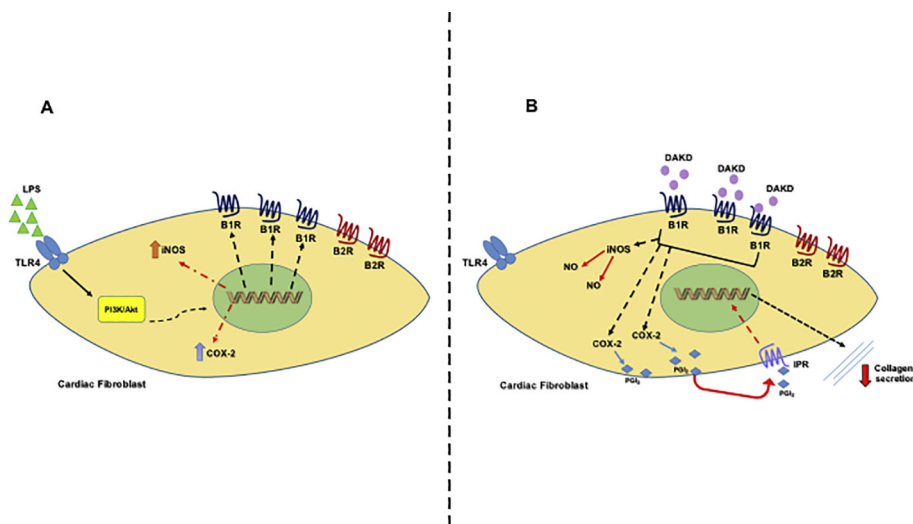 A
LPS
TLR4
PI3K/Akt
iNOS
COX-2
B1R
B1R
B1R
B2R
B2R
Cardiac Fibroblast
B
DAKD
DAKD
DAKD
TLR4
B1R
B1R
B1R
B2R
B2R
iNOS
NO
NO
COX-2
COX-2
PGI₂
PGI₂
IPR
PGI₂
Collagen
secretion
Cardiac Fibroblast